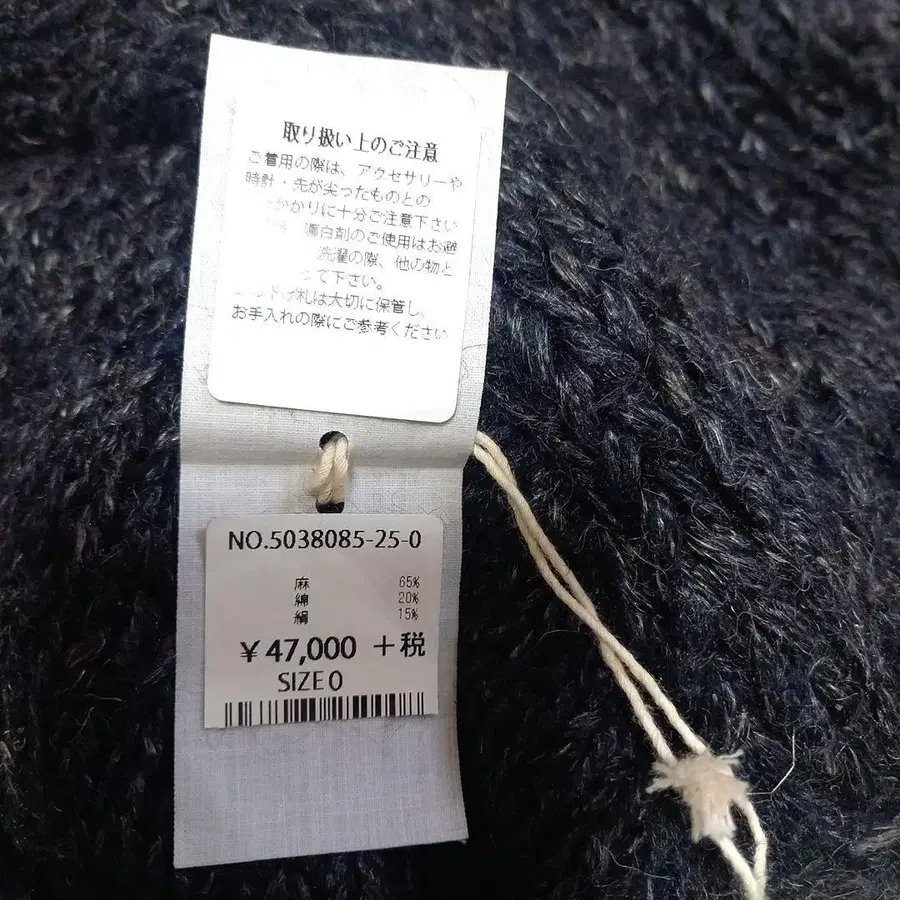 取り扱い上のご注意
ご着用の際は、アクセサリーや
時計・先が尖ったものとの
かかりに十分ご注意下さい
漂白剤のご使用はお避
洗濯の際、他の物と
て下さい。
札は大切に保管し、
お手入れの際にご参考ください
NO.5038085-25-0
麻 65%
綿 20%
絹 15%
¥47,000 +税
SIZE 0